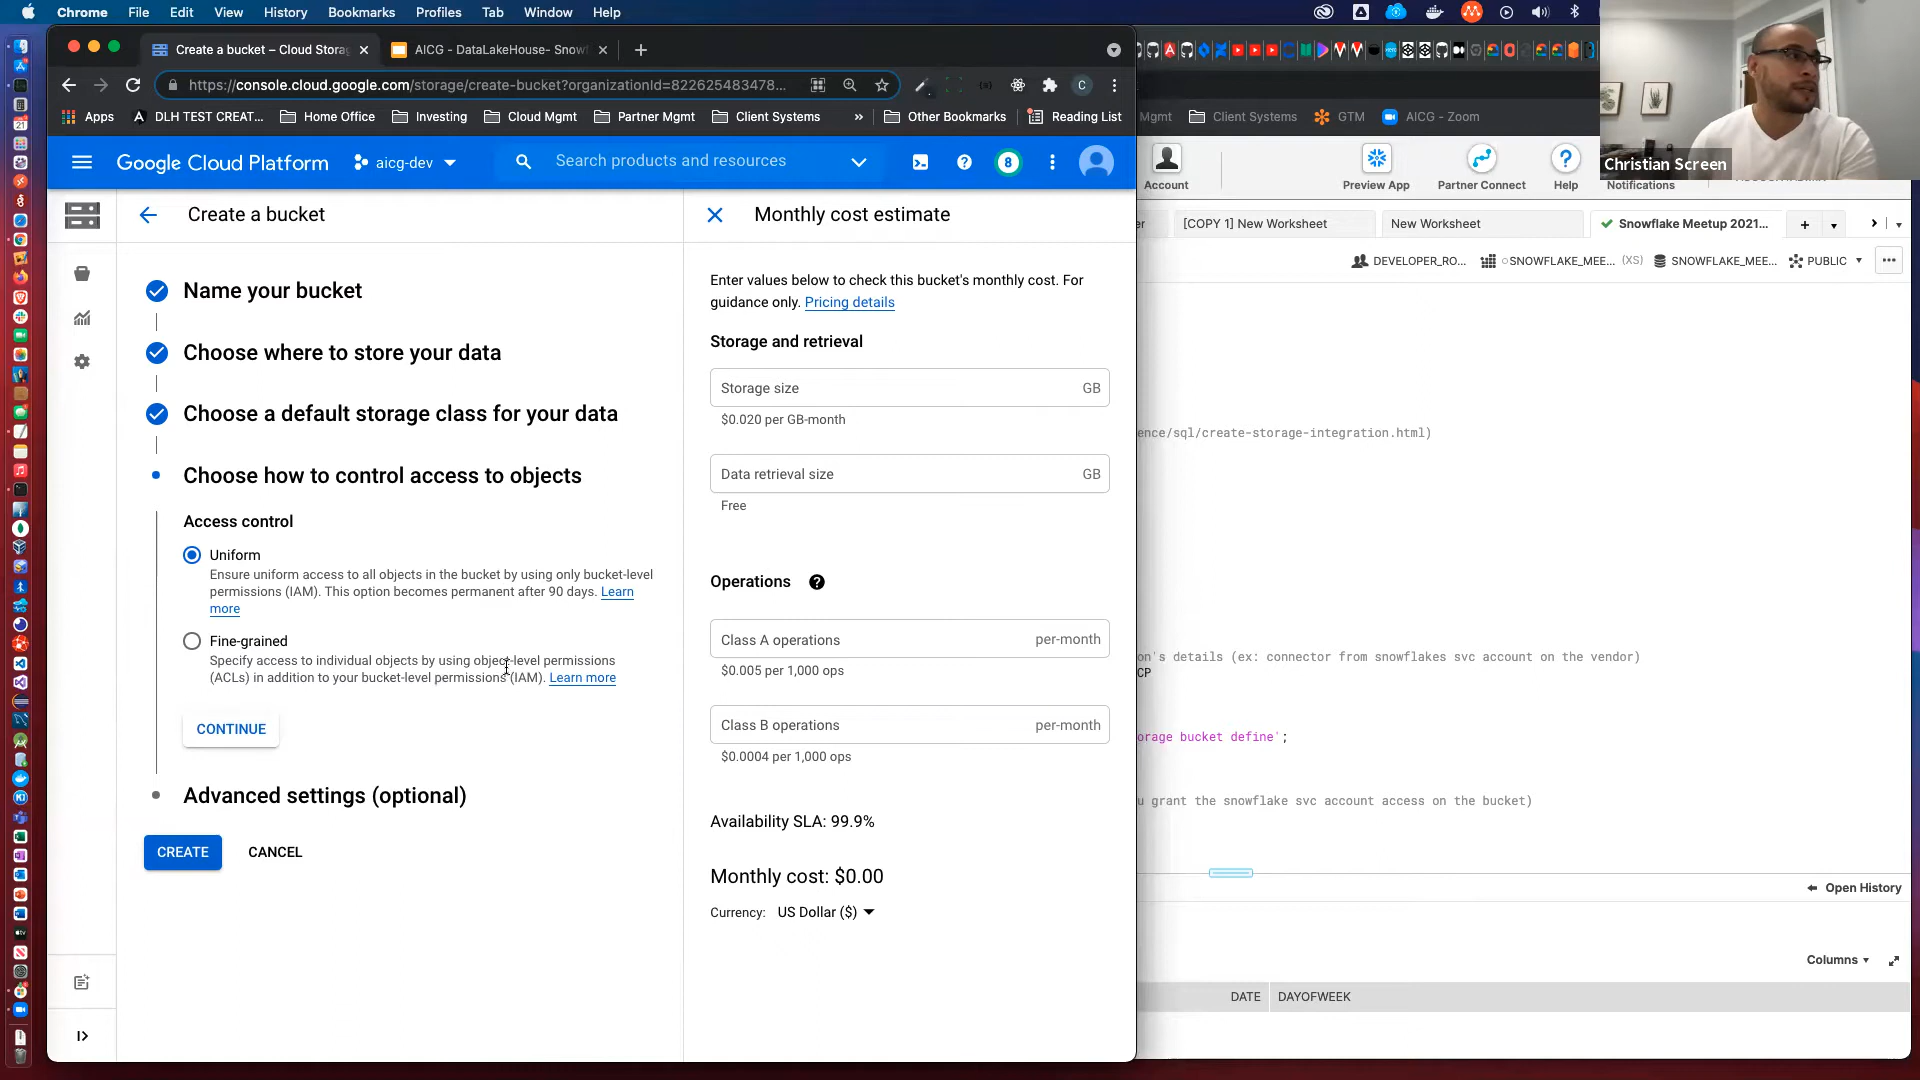 Chrome File Edit View History Bookmarks Profiles Tab Window Help
Create a bucket – Cloud Stora
AICG - DataLakeHouse- Snow
https://console.cloud.google.com/storage/create-bucket?organizationId=822625483478...
C
Apps DLH TEST CREAT... Home Office Investing Cloud Mgmt Partner Mgmt Client Systems » Other Bookmarks Reading List
Mgmt Client Systems GTM AICG - Zoom
Christian Screen
Google Cloud Platform aicg-dev Search products and resources 8
Account Preview App Partner Connect Help Notifications
Create a bucket
Name your bucket
Choose where to store your data
Choose a default storage class for your data
Choose how to control access to objects
Access control
Uniform
Ensure uniform access to all objects in the bucket by using only bucket-level
permissions (IAM). This option becomes permanent after 90 days. Learn
more
Fine-grained
Specify access to individual objects by using object-level permissions
(ACLs) in addition to your bucket-level permissions (IAM). Learn more
CONTINUE
Advanced settings (optional)
CREATE CANCEL
Monthly cost estimate
Enter values below to check this bucket's monthly cost. For
guidance only. Pricing details
Storage and retrieval
Storage size GB
$0.020 per GB-month
Data retrieval size GB
Free
Operations
Class A operations per-month
$0.005 per 1,000 ops
Class B operations per-month
$0.0004 per 1,000 ops
Availability SLA: 99.9%
Monthly cost: $0.00
Currency: US Dollar ($)
er [COPY 1] New Worksheet New Worksheet Snowflake Meetup 2021...
DEVELOPER_RO... SNOWFLAKE_MEE... (XS) SNOWFLAKE_MEE... PUBLIC
ence/sql/create-storage-integration.html)
on's details (ex: connector from snowflakes svc account on the vendor)
CP
orage bucket define';
u grant the snowflake svc account access on the bucket)
Open History
Columns
DATE DAYOFWEEK